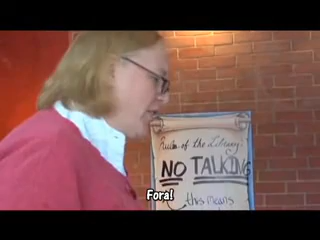 Rules of the Library:
NO TALKING
this means
Fora!